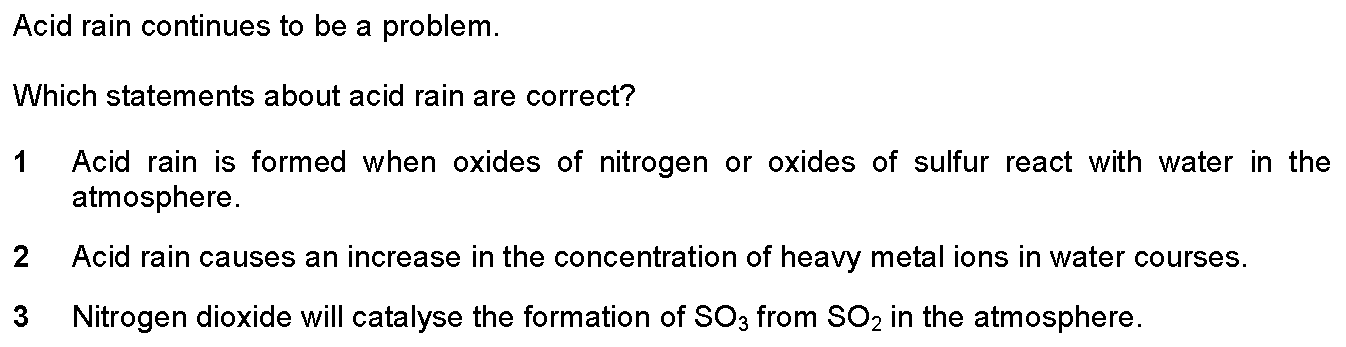 Acid rain continues to be a problem.
Which statements about acid rain are correct?
1 Acid rain is formed when oxides of nitrogen or oxides of sulfur react with water in the
atmosphere.
2 Acid rain causes an increase in the concentration of heavy metal ions in water courses.
3 Nitrogen dioxide will catalyse the formation of SO₃ from SO₂ in the atmosphere.